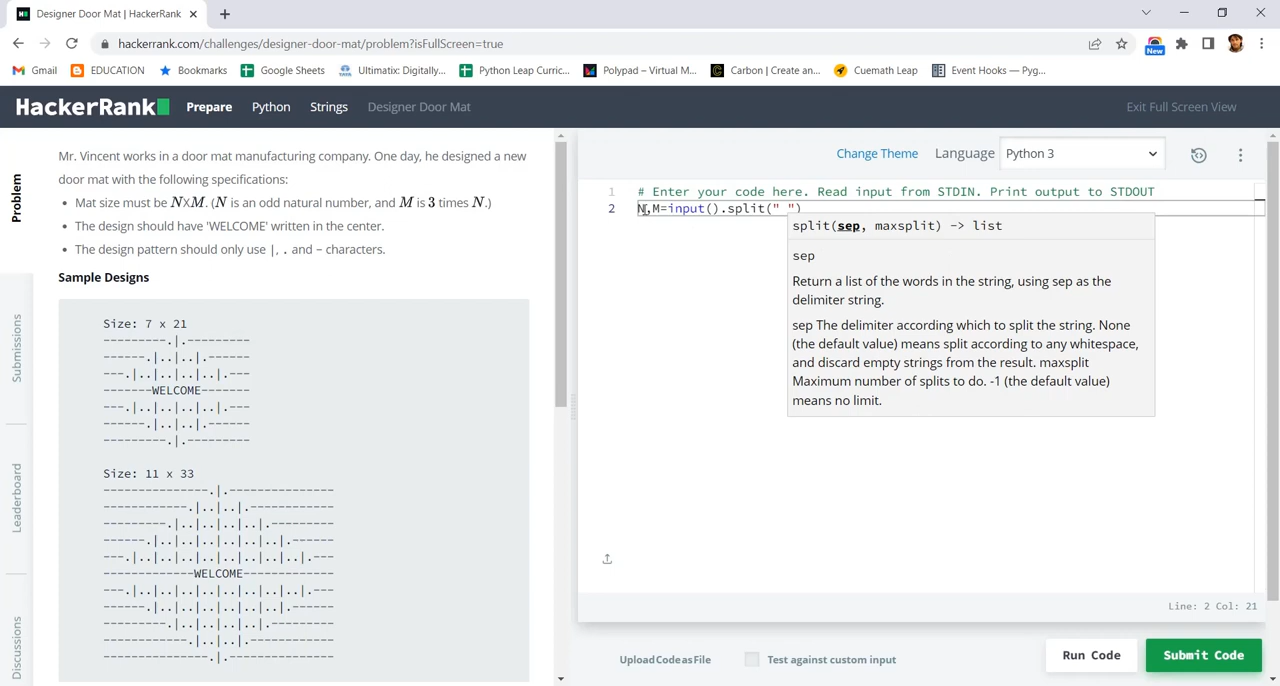 Designer Door Mat | HackerRank
hackerrank.com/challenges/designer-door-mat/problem?isFullScreen=true
New
Gmail EDUCATION Bookmarks Google Sheets Ultimatix: Digitally... Python Leap Curric... Polypad – Virtual M... Carbon | Create an... Cuemath Leap Event Hooks — Pyg...
HackerRank Prepare Python Strings Designer Door Mat Exit Full Screen View
Problem
Submissions
Leaderboard
Discussions
Mr. Vincent works in a door mat manufacturing company. One day, he designed a new
door mat with the following specifications:
• Mat size must be N×M. (N is an odd natural number, and M is 3 times N.)
• The design should have 'WELCOME' written in the center.
• The design pattern should only use |, . and – characters.
Sample Designs
Size: 7 x 21
---------.|.---------
------.|..|..|.------
---.|..|..|..|..|.---
-------WELCOME-------
---.|..|..|..|..|.---
------.|..|..|.------
---------.|.---------
Size: 11 x 33
---------------.|.---------------
------------.|..|..|.------------
---------.|..|..|..|..|.---------
------.|..|..|..|..|..|..|.------
---.|..|..|..|..|..|..|..|..|.---
-------------WELCOME-------------
---.|..|..|..|..|..|..|..|..|.---
------.|..|..|..|..|..|..|.------
---------.|..|..|..|..|.---------
------------.|..|..|.------------
---------------.|.---------------
Change Theme Language Python 3
1 # Enter your code here. Read input from STDIN. Print output to STDOUT
2 N,M=input().split(" ")
split(sep, maxsplit) -> list
sep
Return a list of the words in the string, using sep as the
delimiter string.
sep The delimiter according which to split the string. None
(the default value) means split according to any whitespace,
and discard empty strings from the result. maxsplit
Maximum number of splits to do. -1 (the default value)
means no limit.
Line: 2 Col: 21
Upload Code as File Test against custom input Run Code Submit Code